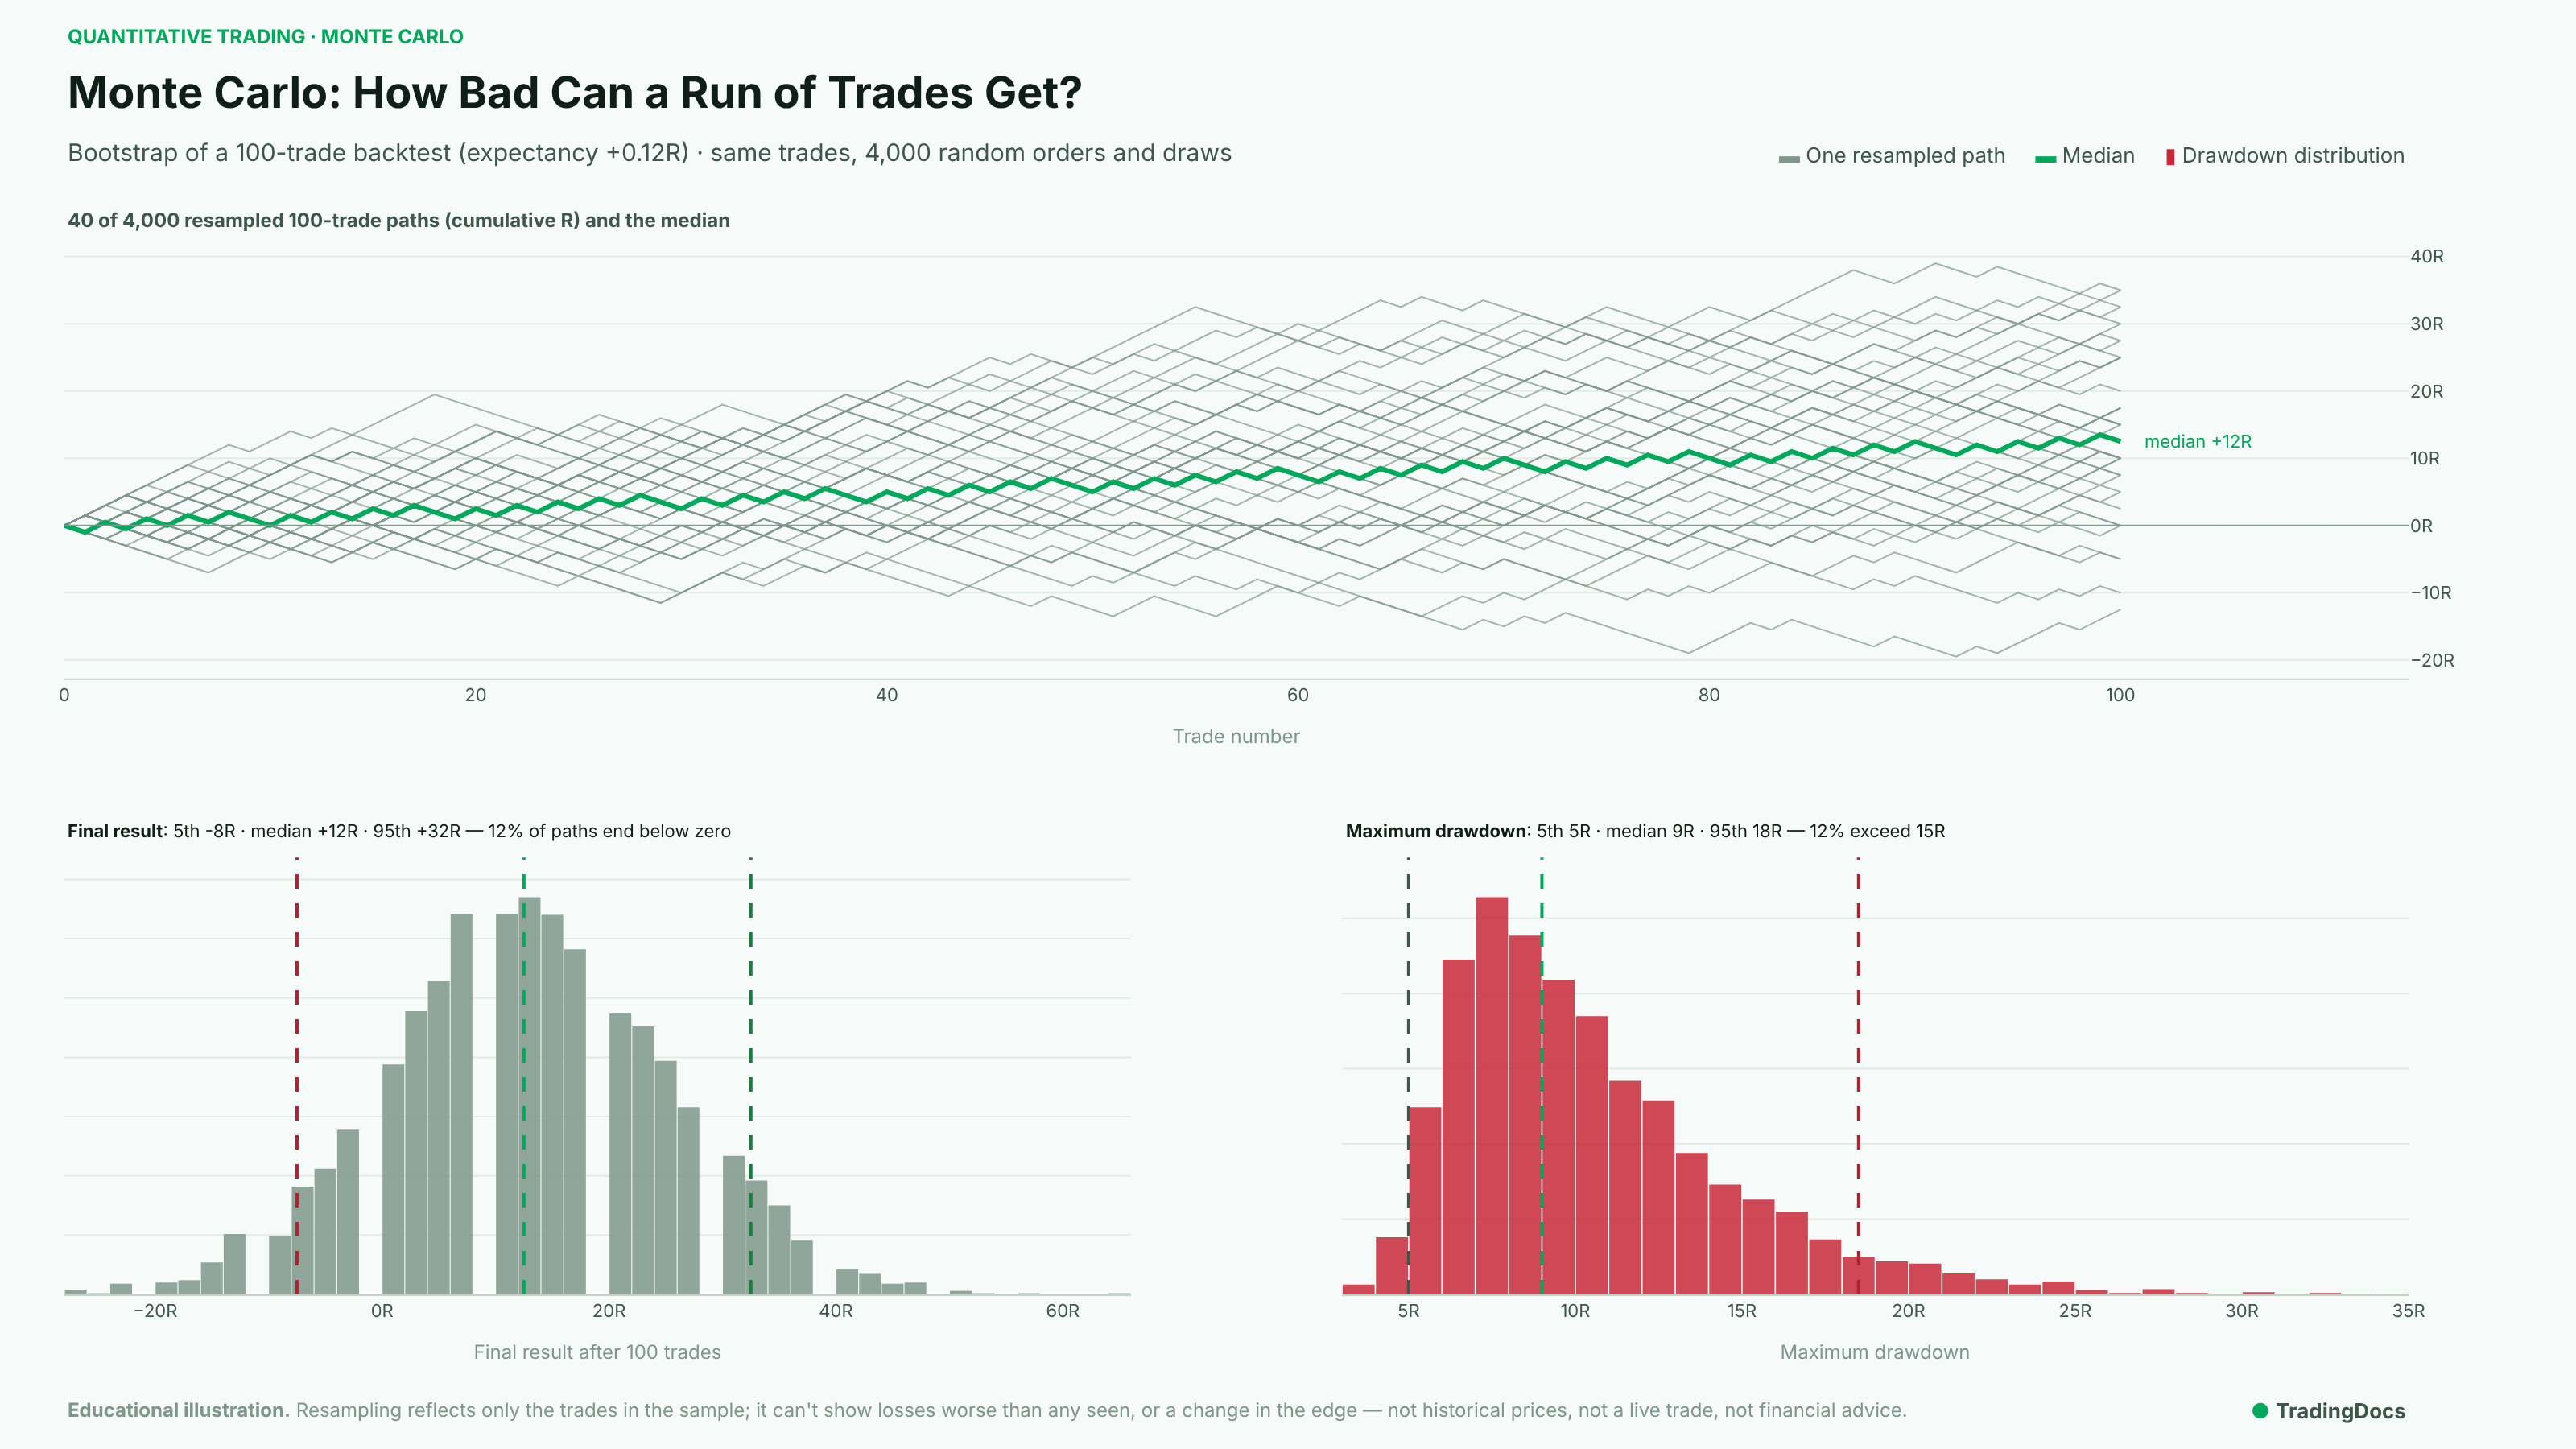 QUANTITATIVE TRADING · MONTE CARLO
Monte Carlo: How Bad Can a Run of Trades Get?
Bootstrap of a 100-trade backtest (expectancy +0.12R) · same trades, 4,000 random orders and draws
One resampled path Median Drawdown distribution
40 of 4,000 resampled 100-trade paths (cumulative R) and the median
40R
30R
20R
median +12R
10R
0R
−10R
−20R
0 20 40 60 80 100
Trade number
Final result: 5th -8R · median +12R · 95th +32R — 12% of paths end below zero
−20R 0R 20R 40R 60R
Final result after 100 trades
Maximum drawdown: 5th 5R · median 9R · 95th 18R — 12% exceed 15R
5R 10R 15R 20R 25R 30R 35R
Maximum drawdown
Educational illustration. Resampling reflects only the trades in the sample; it can't show losses worse than any seen, or a change in the edge — not historical prices, not a live trade, not financial advice.
TradingDocs